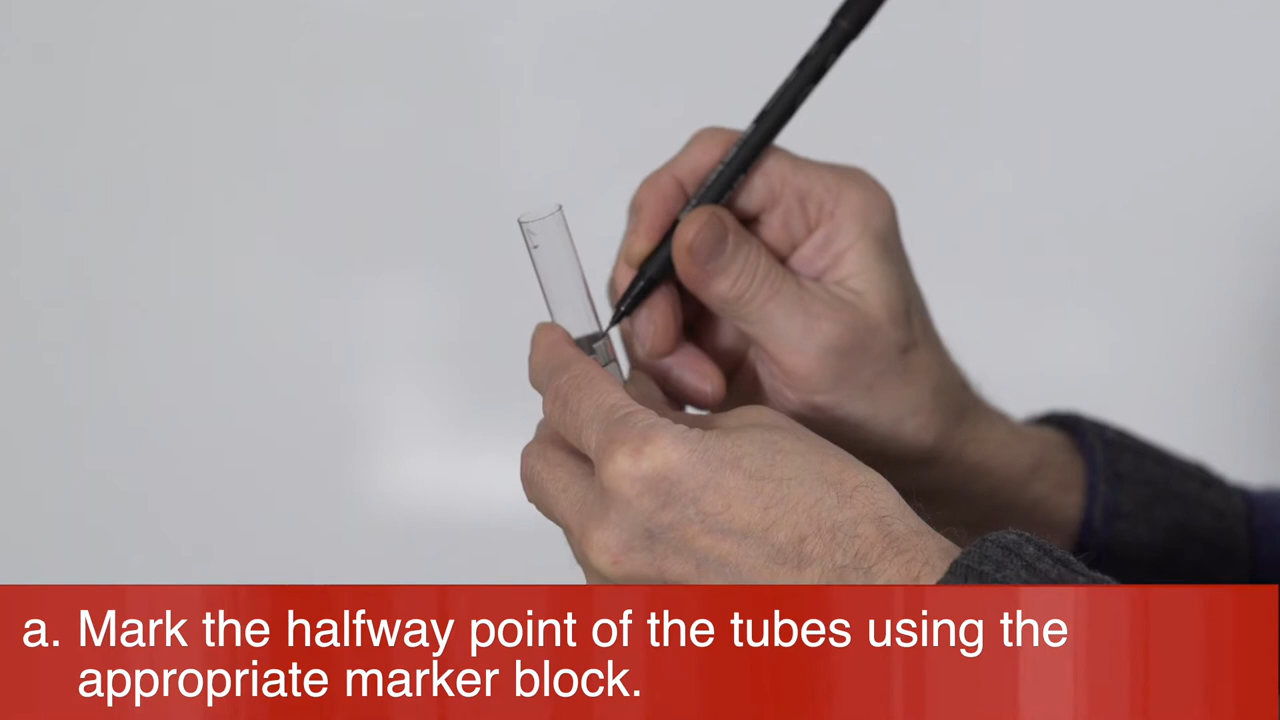 a. Mark the halfway point of the tubes using the
appropriate marker block.